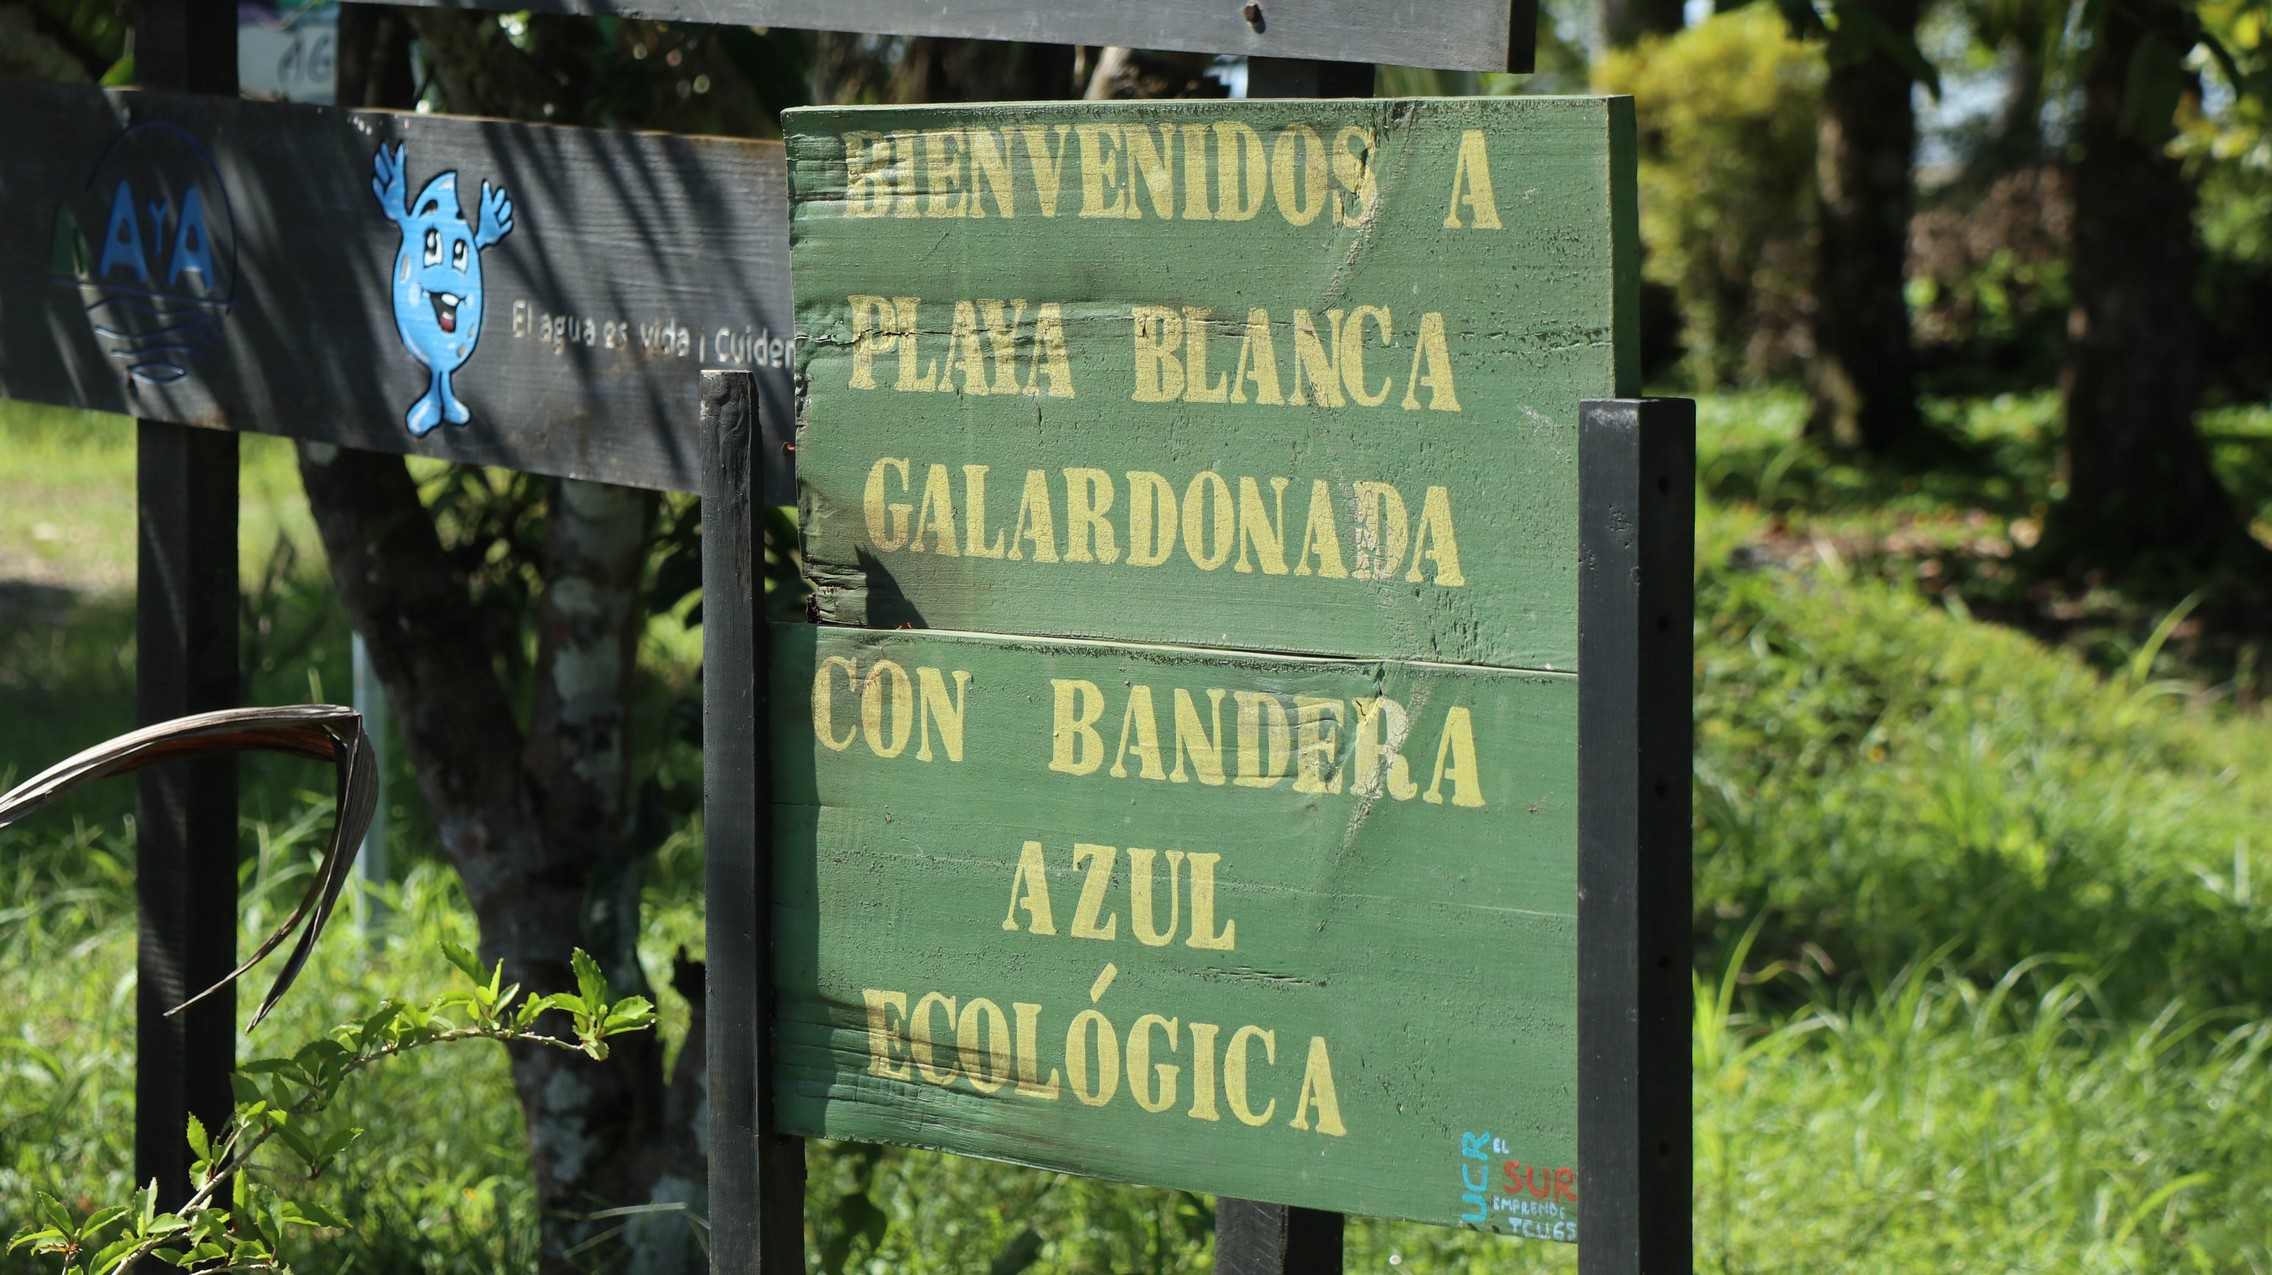 AYA
El agua es vida ¡ Cuiden
BIENVENIDOS A
PLAYA BLANCA
GALARDONADA
CON BANDERA
AZUL
ECOLÓGICA
UCR
EL
SUR
EMPRENDE